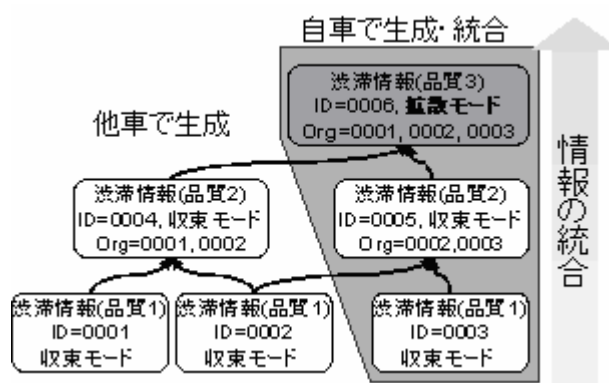 自車で生成・統合
渋滞情報(品質3)
ID=0006, 拡散モード
Org=0001, 0002, 0003
他車で生成
渋滞情報(品質2)
ID=0004, 収束モード
Org=0001,0002
渋滞情報(品質2)
ID=0005, 収束モード
Org=0002,0003
渋滞情報(品質1)
ID=0001
収束モード
渋滞情報(品質1)
ID=0002
収束モード
渋滞情報(品質1)
ID=0003
収束モード
情報の統合